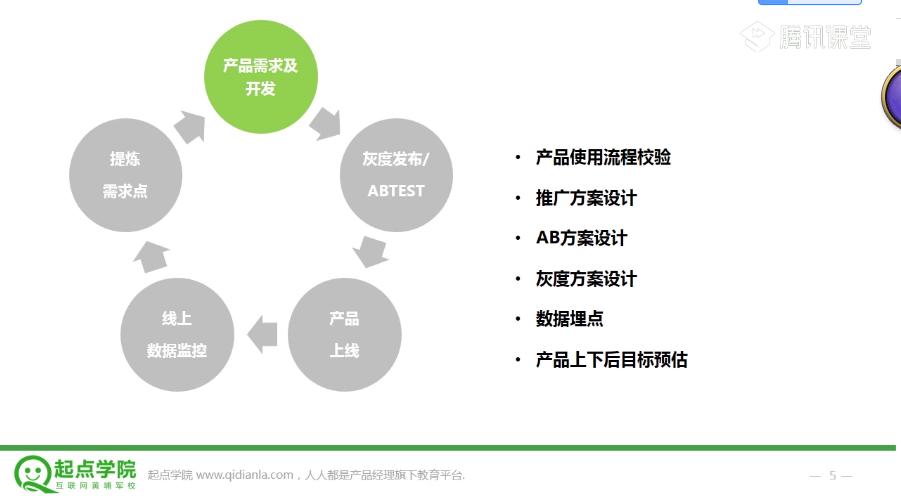 腾讯课堂
产品需求及
开发
灰度发布/
ABTEST
产品
上线
线上
数据监控
提炼
需求点
• 产品使用流程校验
• 推广方案设计
• AB方案设计
• 灰度方案设计
• 数据埋点
• 产品上下后目标预估
起点学院
互联网黄埔军校
起点学院 www.qidianla.com，人人都是产品经理旗下教育平台.
— 5 —